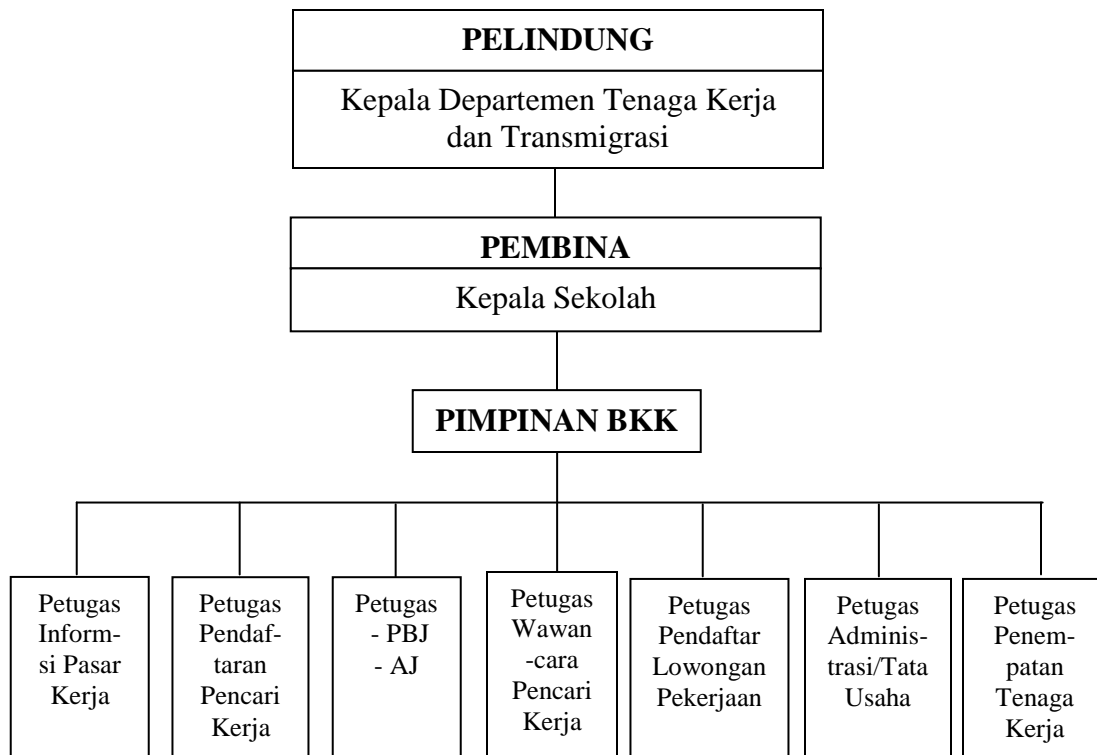 PELINDUNG
Kepala Departemen Tenaga Kerja
dan Transmigrasi
PEMBINA
Kepala Sekolah
PIMPINAN BKK
Petugas
Inform-
si Pasar
Kerja
Petugas
Pendaf-
taran
Pencari
Kerja
Petugas
- PBJ
- AJ
Petugas
Wawan
-cara
Pencari
Kerja
Petugas
Pendaftar
Lowongan
Pekerjaan
Petugas
Adminis-
trasi/Tata
Usaha
Petugas
Penem-
patan
Tenaga
Kerja